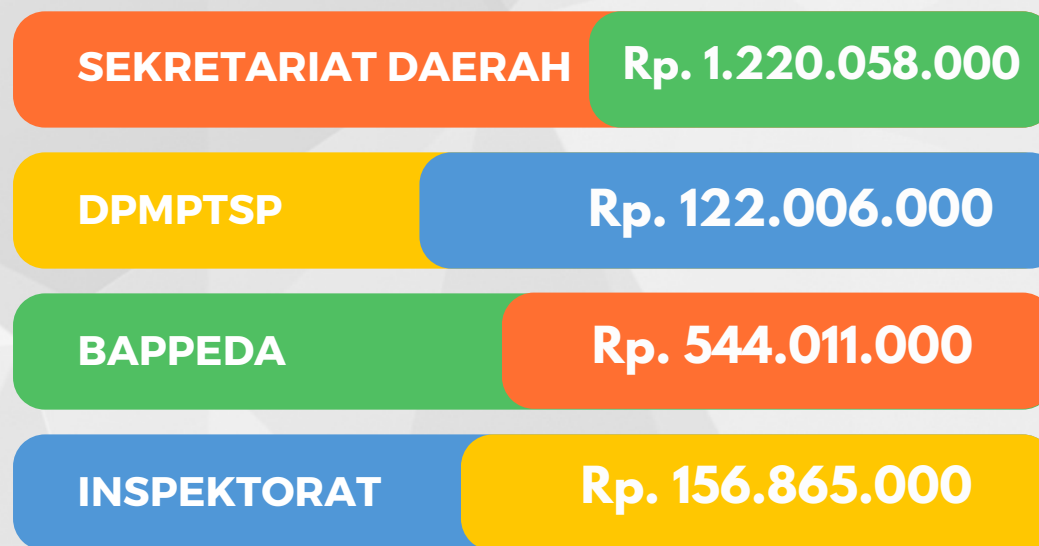 SEKRETARIAT DAERAH Rp. 1.220.058.000
DPMPTSP Rp. 122.006.000
BAPPEDA Rp. 544.011.000
INSPEKTORAT Rp. 156.865.000